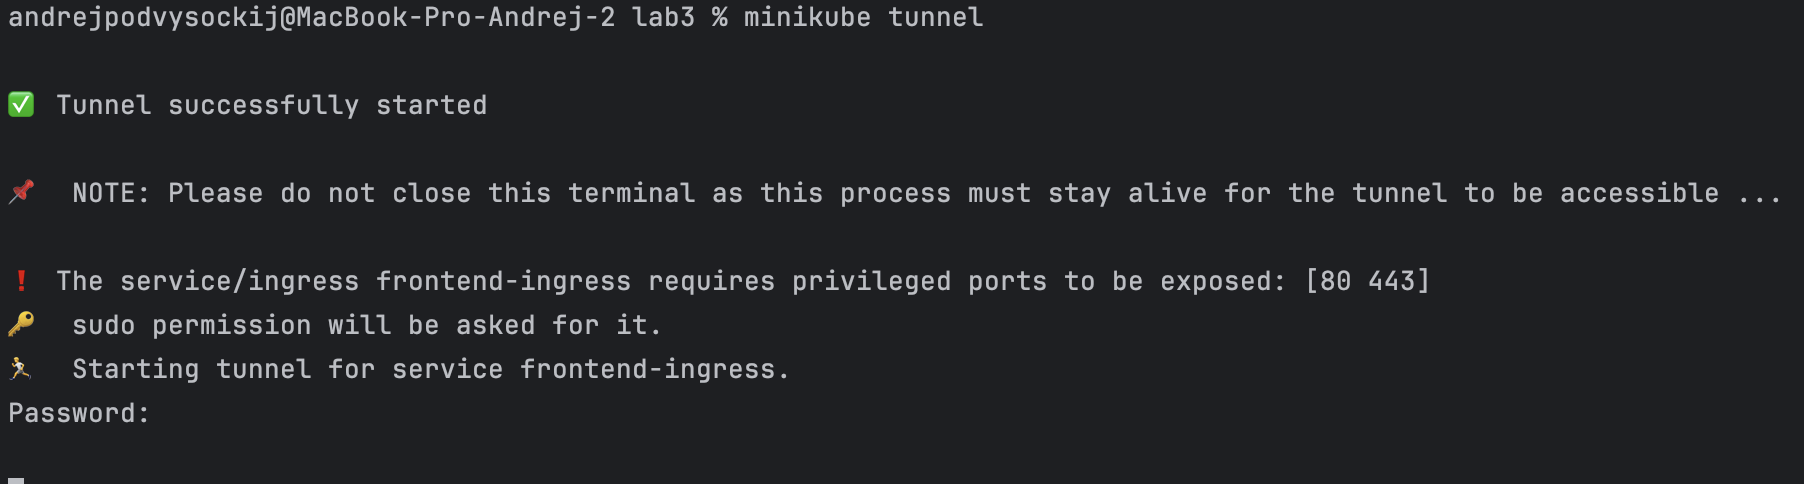 andrejpodvysockij@MacBook-Pro-Andrej-2 lab3 % minikube tunnel
✅ Tunnel successfully started
📌 NOTE: Please do not close this terminal as this process must stay alive for the tunnel to be accessible ...
❗ The service/ingress frontend-ingress requires privileged ports to be exposed: [80 443]
🔑 sudo permission will be asked for it.
🏃 Starting tunnel for service frontend-ingress.
Password: